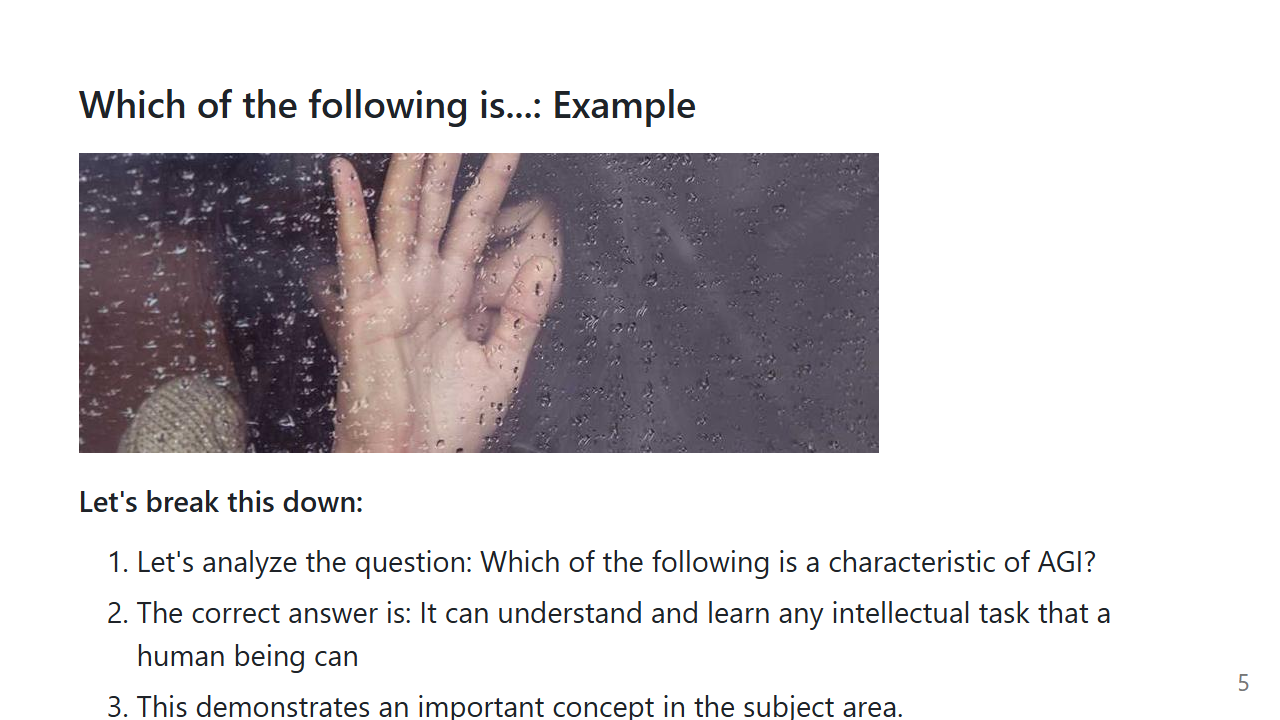 Which of the following is...: Example
Let's break this down:
1. Let's analyze the question: Which of the following is a characteristic of AGI?
2. The correct answer is: It can understand and learn any intellectual task that a
human being can
3. This demonstrates an important concept in the subject area.
5